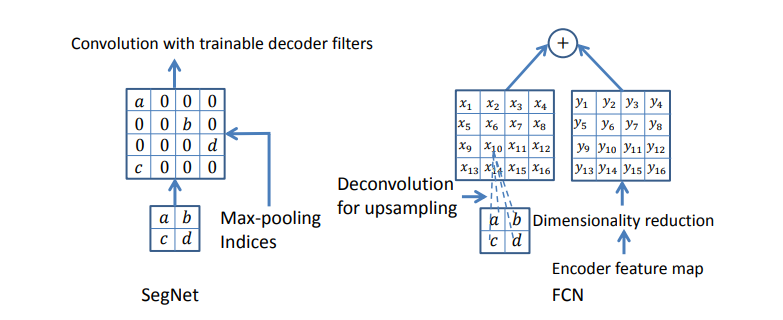 Convolution with trainable decoder filters
a 0 0 0
0 0 b 0
0 0 0 d
c 0 0 0
a b
c d
Max-pooling
Indices
SegNet
+
x₁ x₂ x₃ x₄
x₅ x₆ x₇ x₈
x₉ x₁₀ x₁₁ x₁₂
x₁₃ x₁₄ x₁₅ x₁₆
y₁ y₂ y₃ y₄
y₅ y₆ y₇ y₈
y₉ y₁₀ y₁₁ y₁₂
y₁₃ y₁₄ y₁₅ y₁₆
Deconvolution
for upsampling
a b
c d
Dimensionality reduction
Encoder feature map
FCN